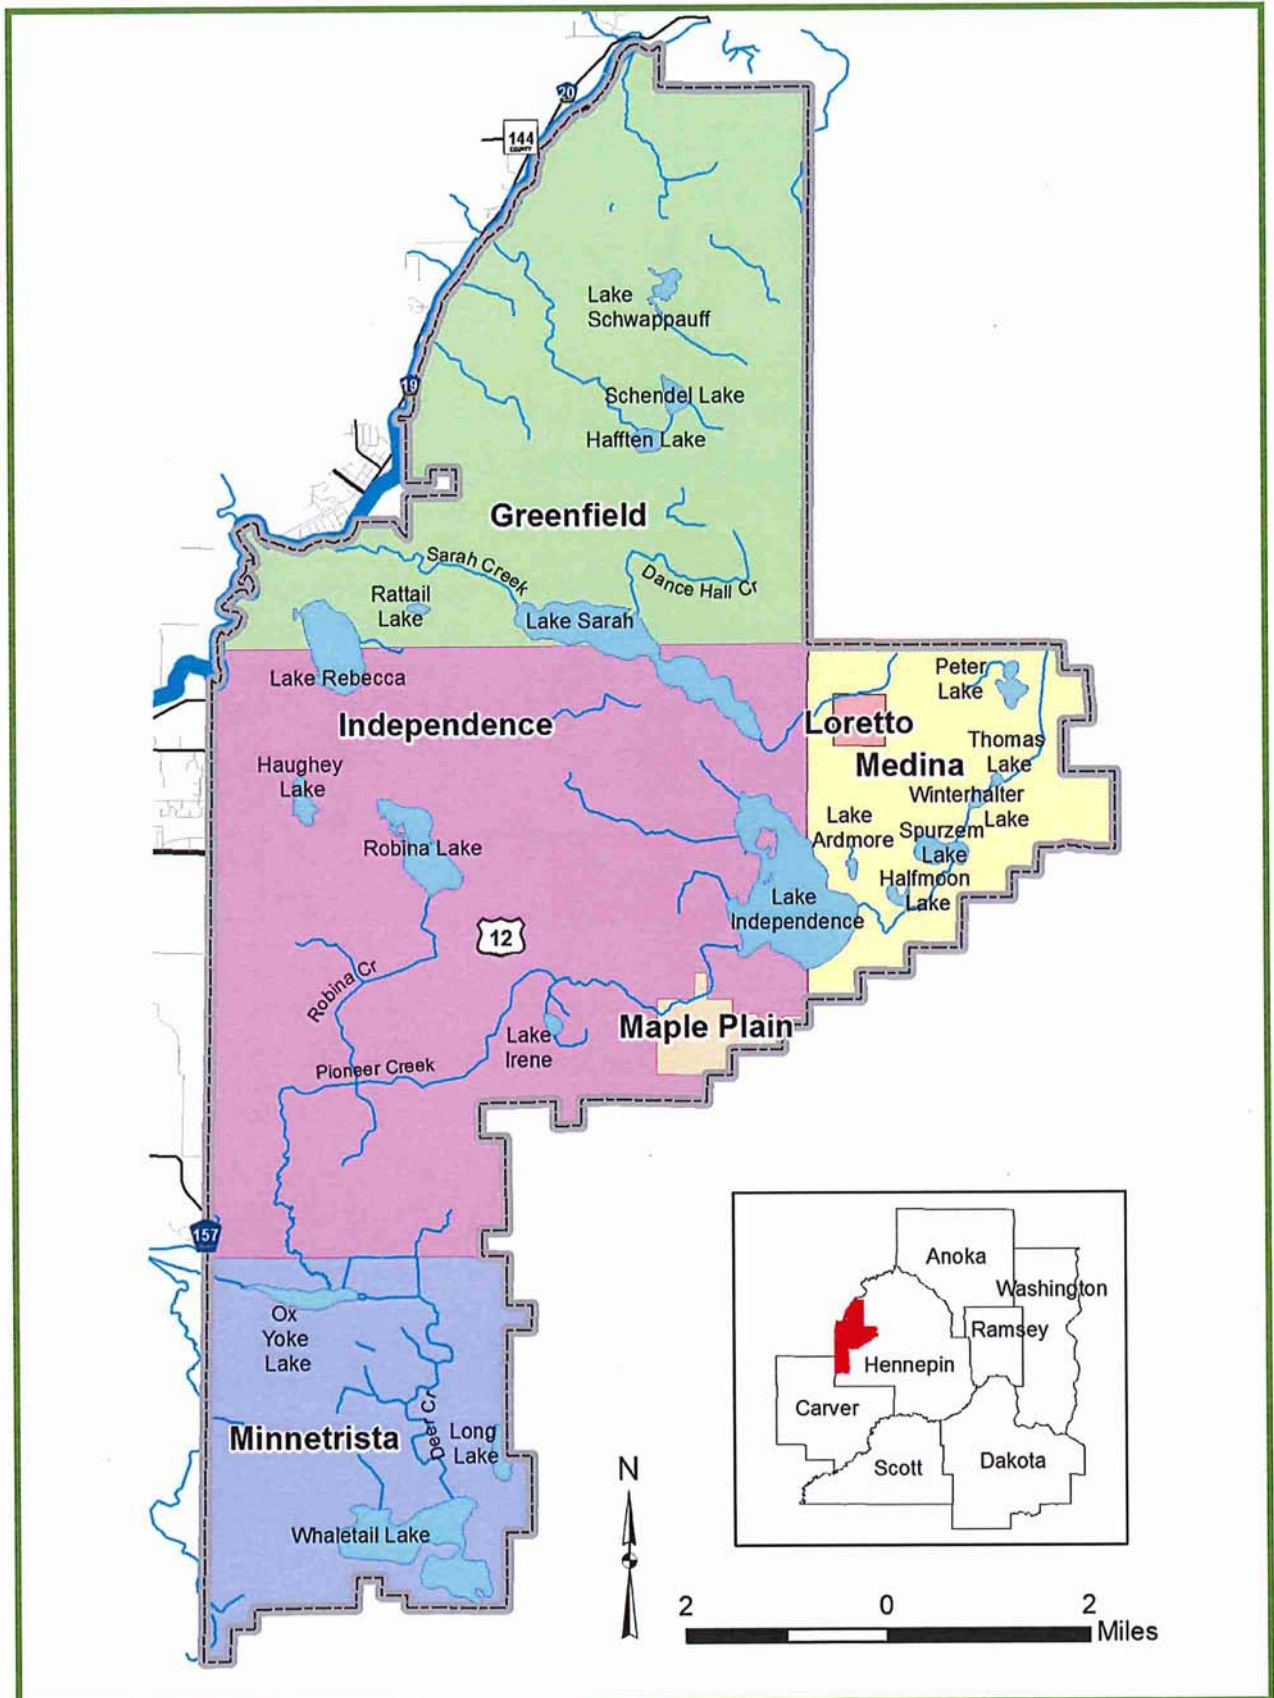 20
144
COUNTY
Lake
Schwappauff
19
Schendel Lake
Hafften Lake
Greenfield
Sarah Creek
Dance Hall Cr
Rattail
Lake
Lake Sarah
Lake Rebecca
Peter
Lake
Independence
Loretto
Thomas
Lake
Medina
Haughey
Lake
Winterhalter
Lake
Lake
Ardmore
Spurzem
Lake
Robina Lake
Halfmoon
Lake
Lake
Independence
12
Robina Cr
Lake
Irene
Maple Plain
Pioneer Creek
157
Ox
Yoke
Lake
Minnetrista
Deer Cr
Long
Lake
Whaletail Lake
Anoka
Washington
Ramsey
Hennepin
Carver
Scott
Dakota
N
2
0
2
Miles